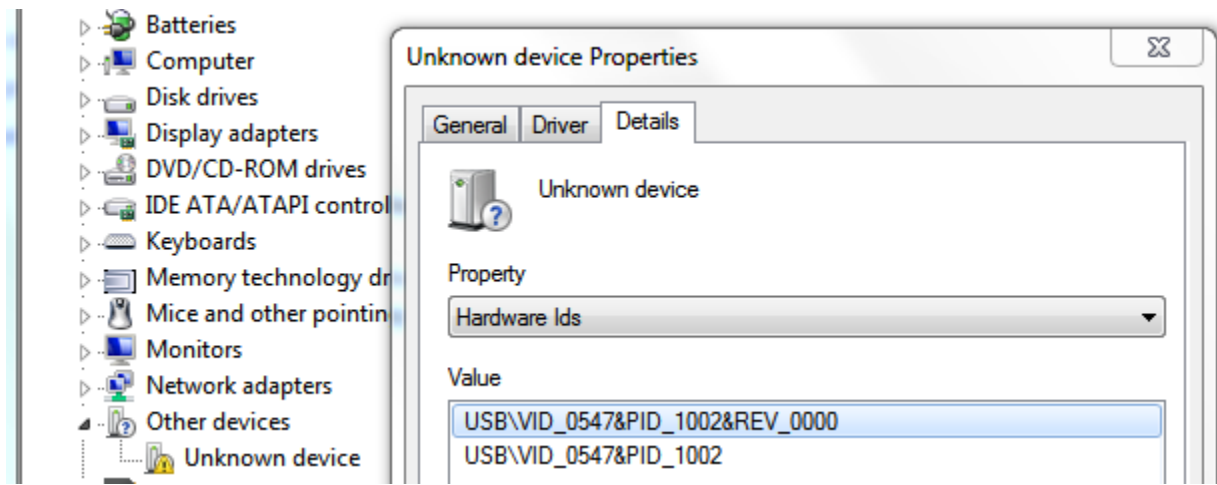 Batteries
Computer
Disk drives
Display adapters
DVD/CD-ROM drives
IDE ATA/ATAPI control
Keyboards
Memory technology dr
Mice and other pointin
Monitors
Network adapters
Other devices
Unknown device
Unknown device Properties
General Driver Details
Unknown device
Property
Hardware Ids
Value
USB\VID_0547&PID_1002&REV_0000
USB\VID_0547&PID_1002